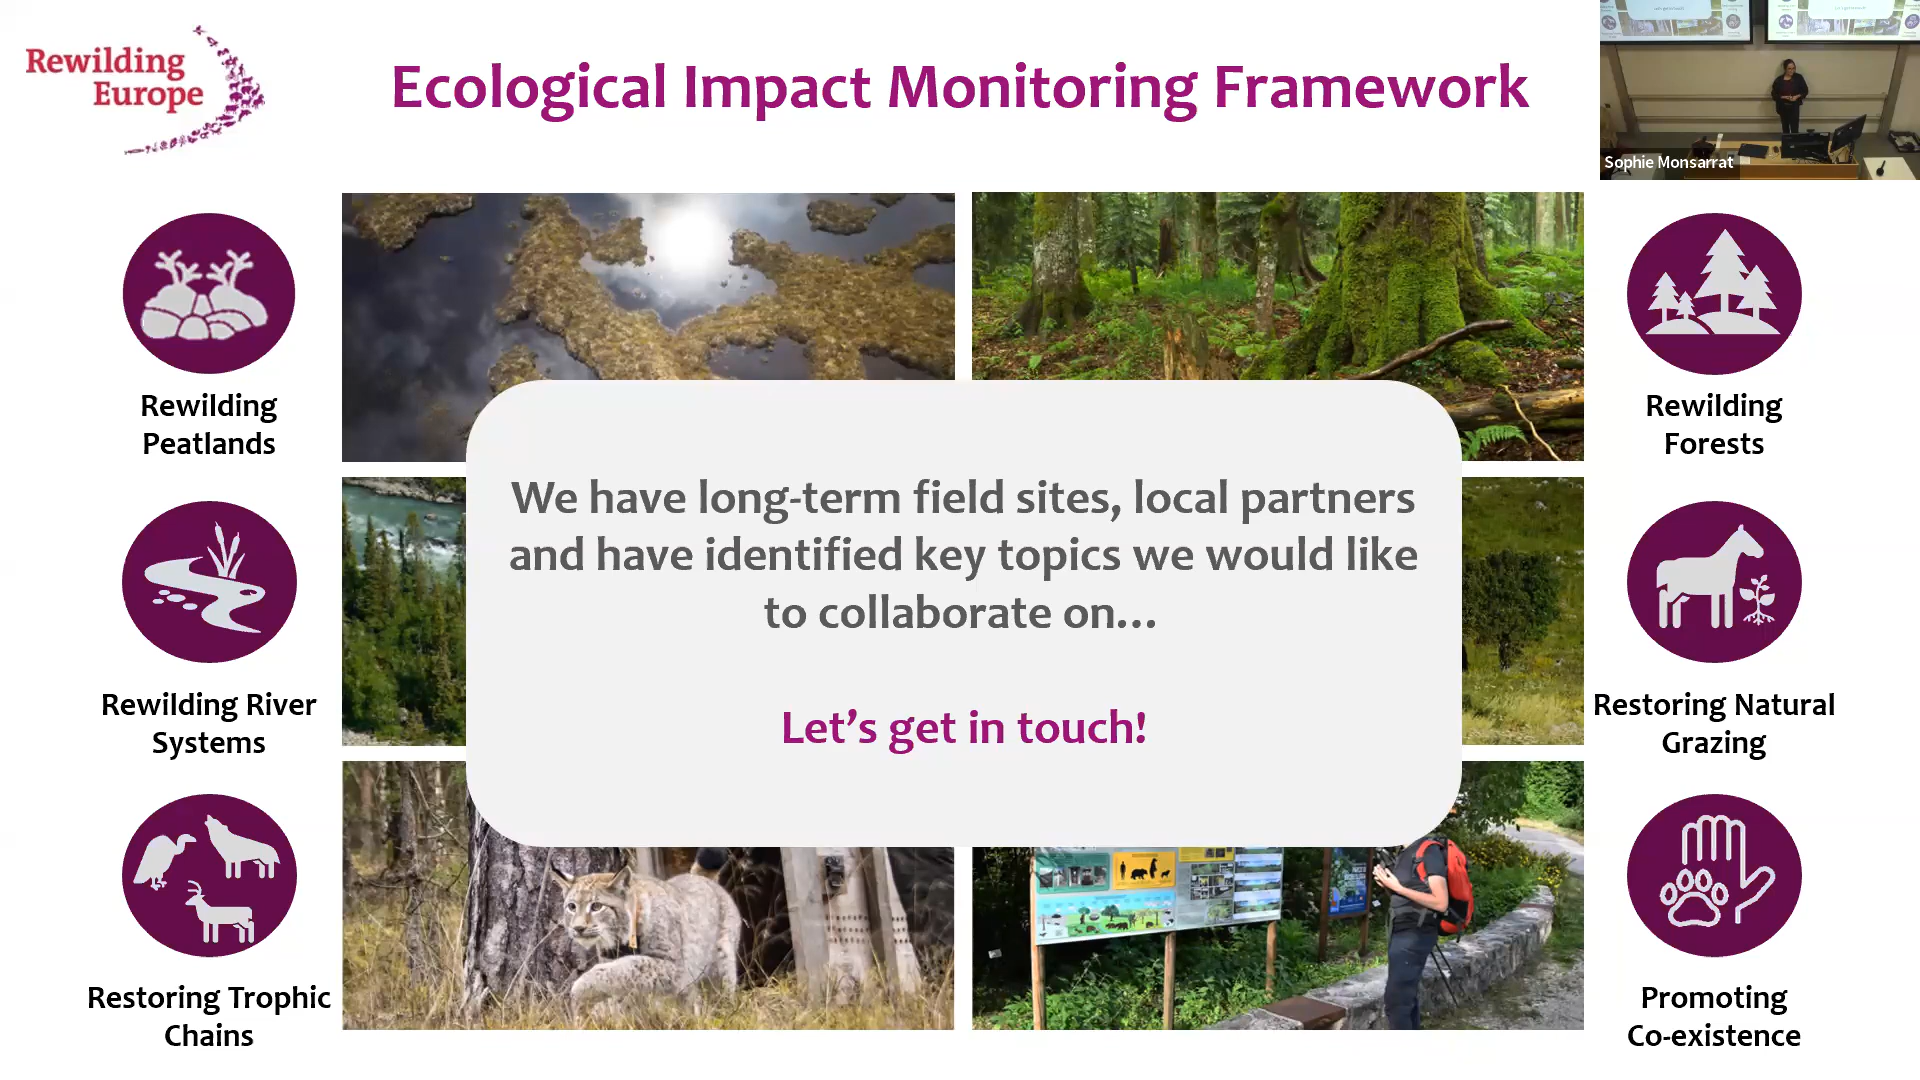 Rewilding
Europe
Ecological Impact Monitoring Framework
Sophie Monsarrat
Rewilding
Peatlands
Rewilding
Forests
We have long-term field sites, local partners
and have identified key topics we would like
to collaborate on...
Let's get in touch!
Rewilding River
Systems
Restoring Natural
Grazing
Restoring Trophic
Chains
Promoting
Co-existence